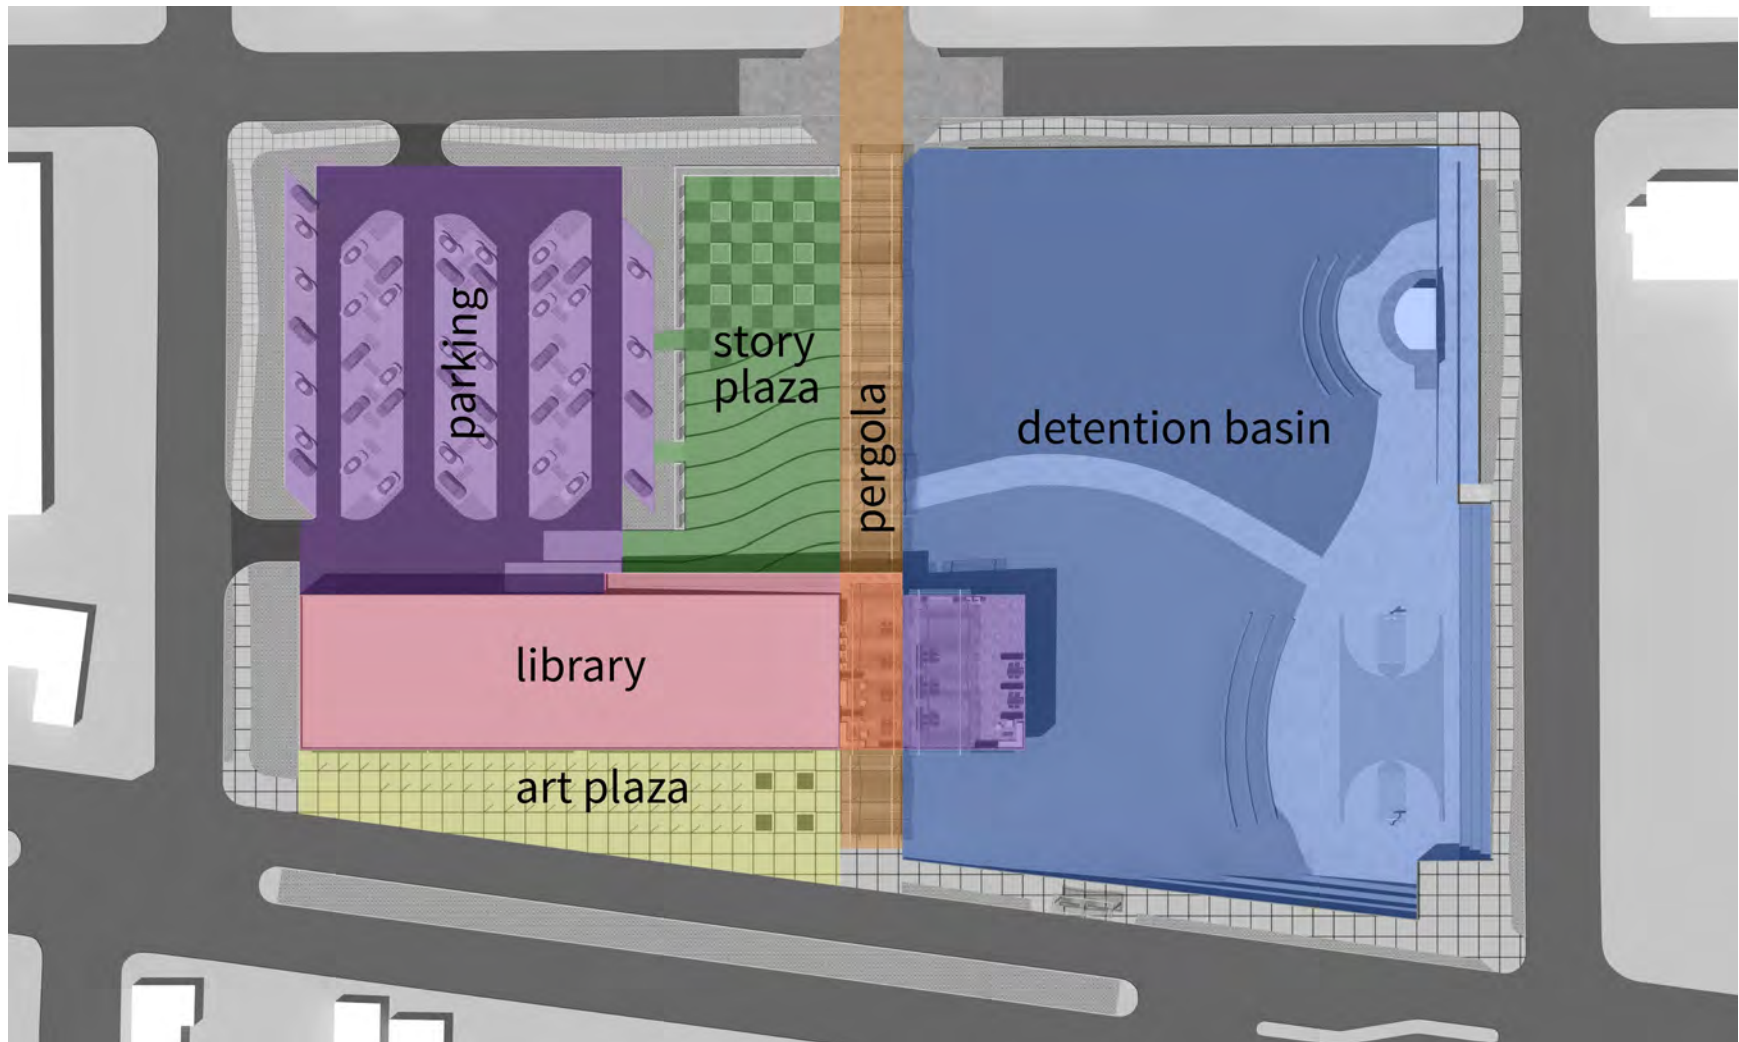 parking
story
plaza
pergola
detention basin
library
art plaza